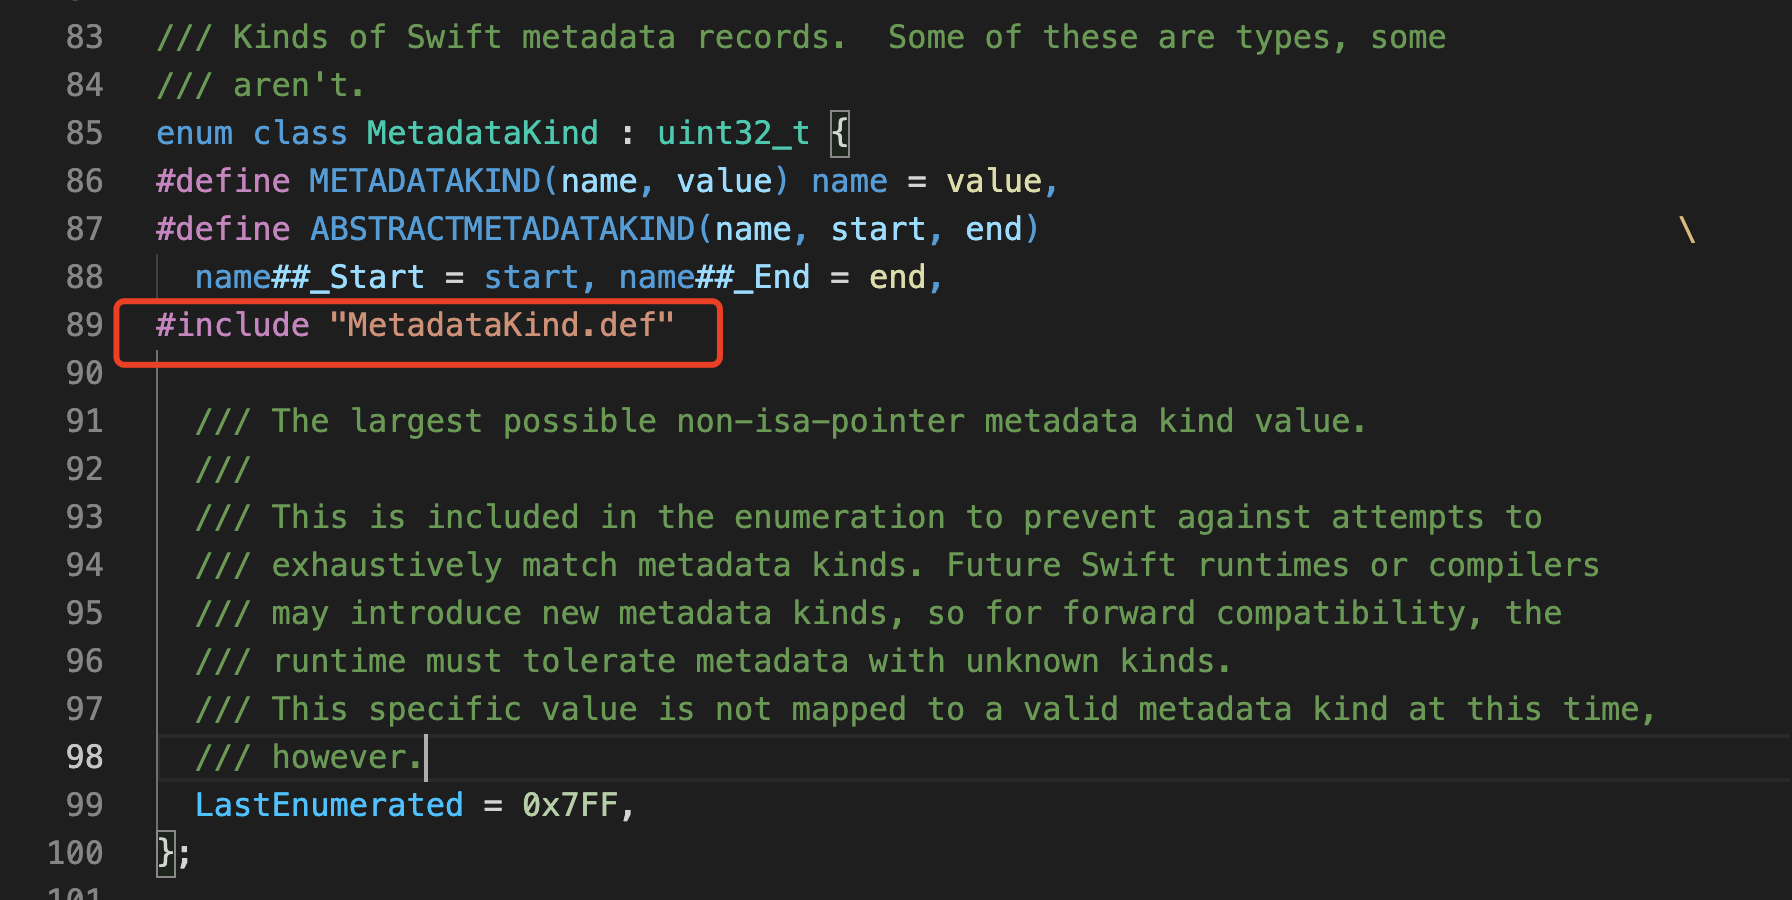 83 /// Kinds of Swift metadata records.  Some of these are types, some
84 /// aren't.
85 enum class MetadataKind : uint32_t {
86 #define METADATAKIND(name, value) name = value,
87 #define ABSTRACTMETADATAKIND(name, start, end) \
88   name##_Start = start, name##_End = end,
89 #include "MetadataKind.def"
90
91   /// The largest possible non-isa-pointer metadata kind value.
92   ///
93   /// This is included in the enumeration to prevent against attempts to
94   /// exhaustively match metadata kinds. Future Swift runtimes or compilers
95   /// may introduce new metadata kinds, so for forward compatibility, the
96   /// runtime must tolerate metadata with unknown kinds.
97   /// This specific value is not mapped to a valid metadata kind at this time,
98   /// however.
99   LastEnumerated = 0x7FF,
100 };
101